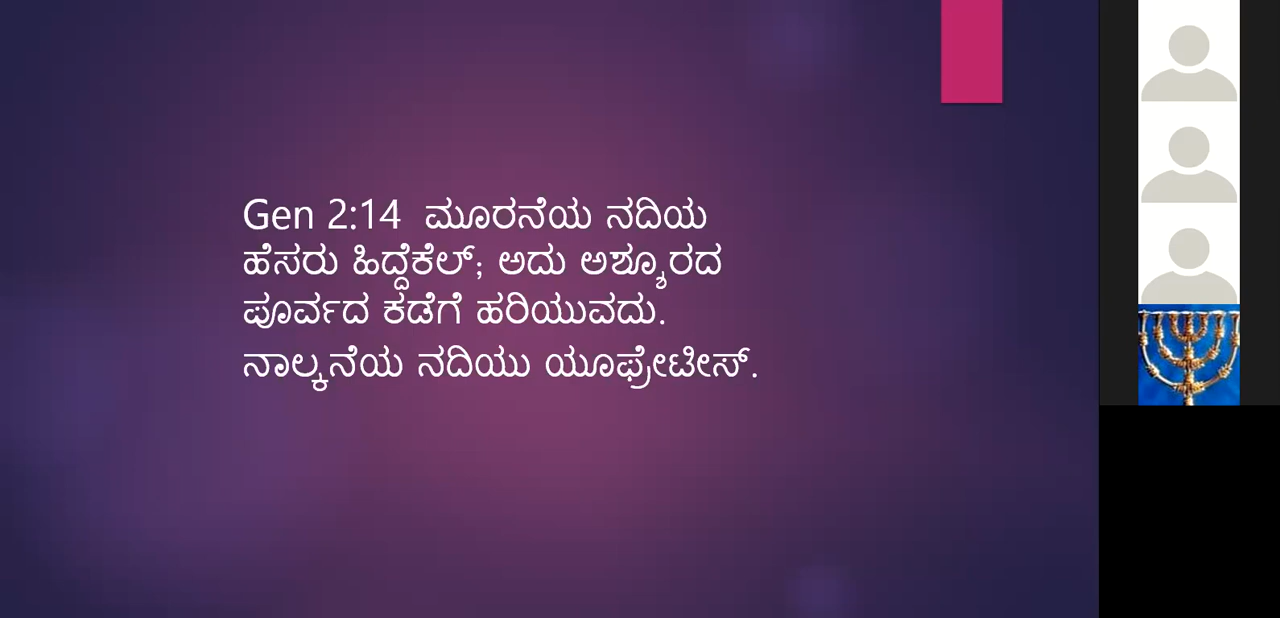 Gen 2:14 ಮೂರನೆಯ ನದಿಯ
ಹೆಸರು ಹಿದ್ದೆಕೆಲ್; ಅದು ಅಶ್ಶೂರದ
ಪೂರ್ವದ ಕಡೆಗೆ ಹರಿಯುವದು.
ನಾಲ್ಕನೆಯ ನದಿಯು ಯೂಫ್ರೇಟೀಸ್.